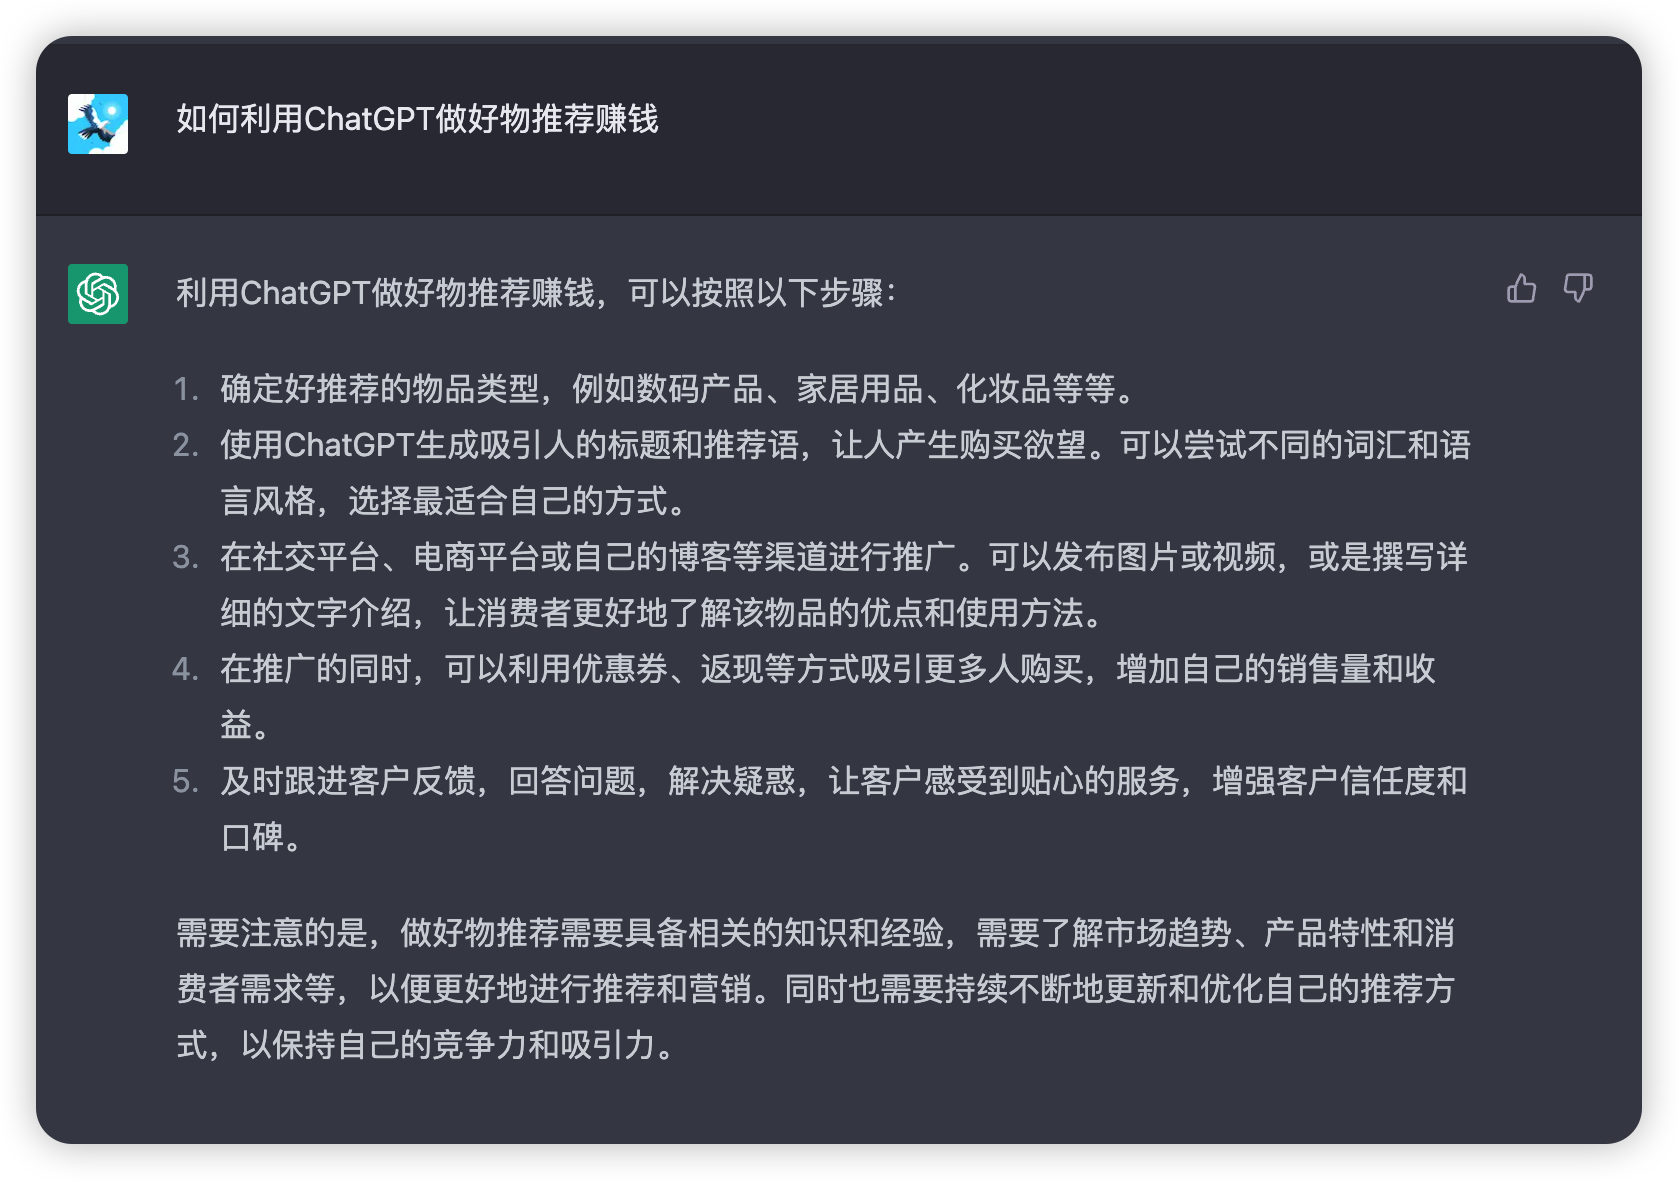 如何利用ChatGPT做好物推荐赚钱
利用ChatGPT做好物推荐赚钱，可以按照以下步骤：
1. 确定好推荐的物品类型，例如数码产品、家居用品、化妆品等等。
2. 使用ChatGPT生成吸引人的标题和推荐语，让人产生购买欲望。可以尝试不同的词汇和语
言风格，选择最适合自己的方式。
3. 在社交平台、电商平台或自己的博客等渠道进行推广。可以发布图片或视频，或是撰写详
细的文字介绍，让消费者更好地了解该物品的优点和使用方法。
4. 在推广的同时，可以利用优惠券、返现等方式吸引更多人购买，增加自己的销售量和收
益。
5. 及时跟进客户反馈，回答问题，解决疑惑，让客户感受到贴心的服务，增强客户信任度和
口碑。
需要注意的是，做好物推荐需要具备相关的知识和经验，需要了解市场趋势、产品特性和消
费者需求等，以便更好地进行推荐和营销。同时也需要持续不断地更新和优化自己的推荐方
式，以保持自己的竞争力和吸引力。